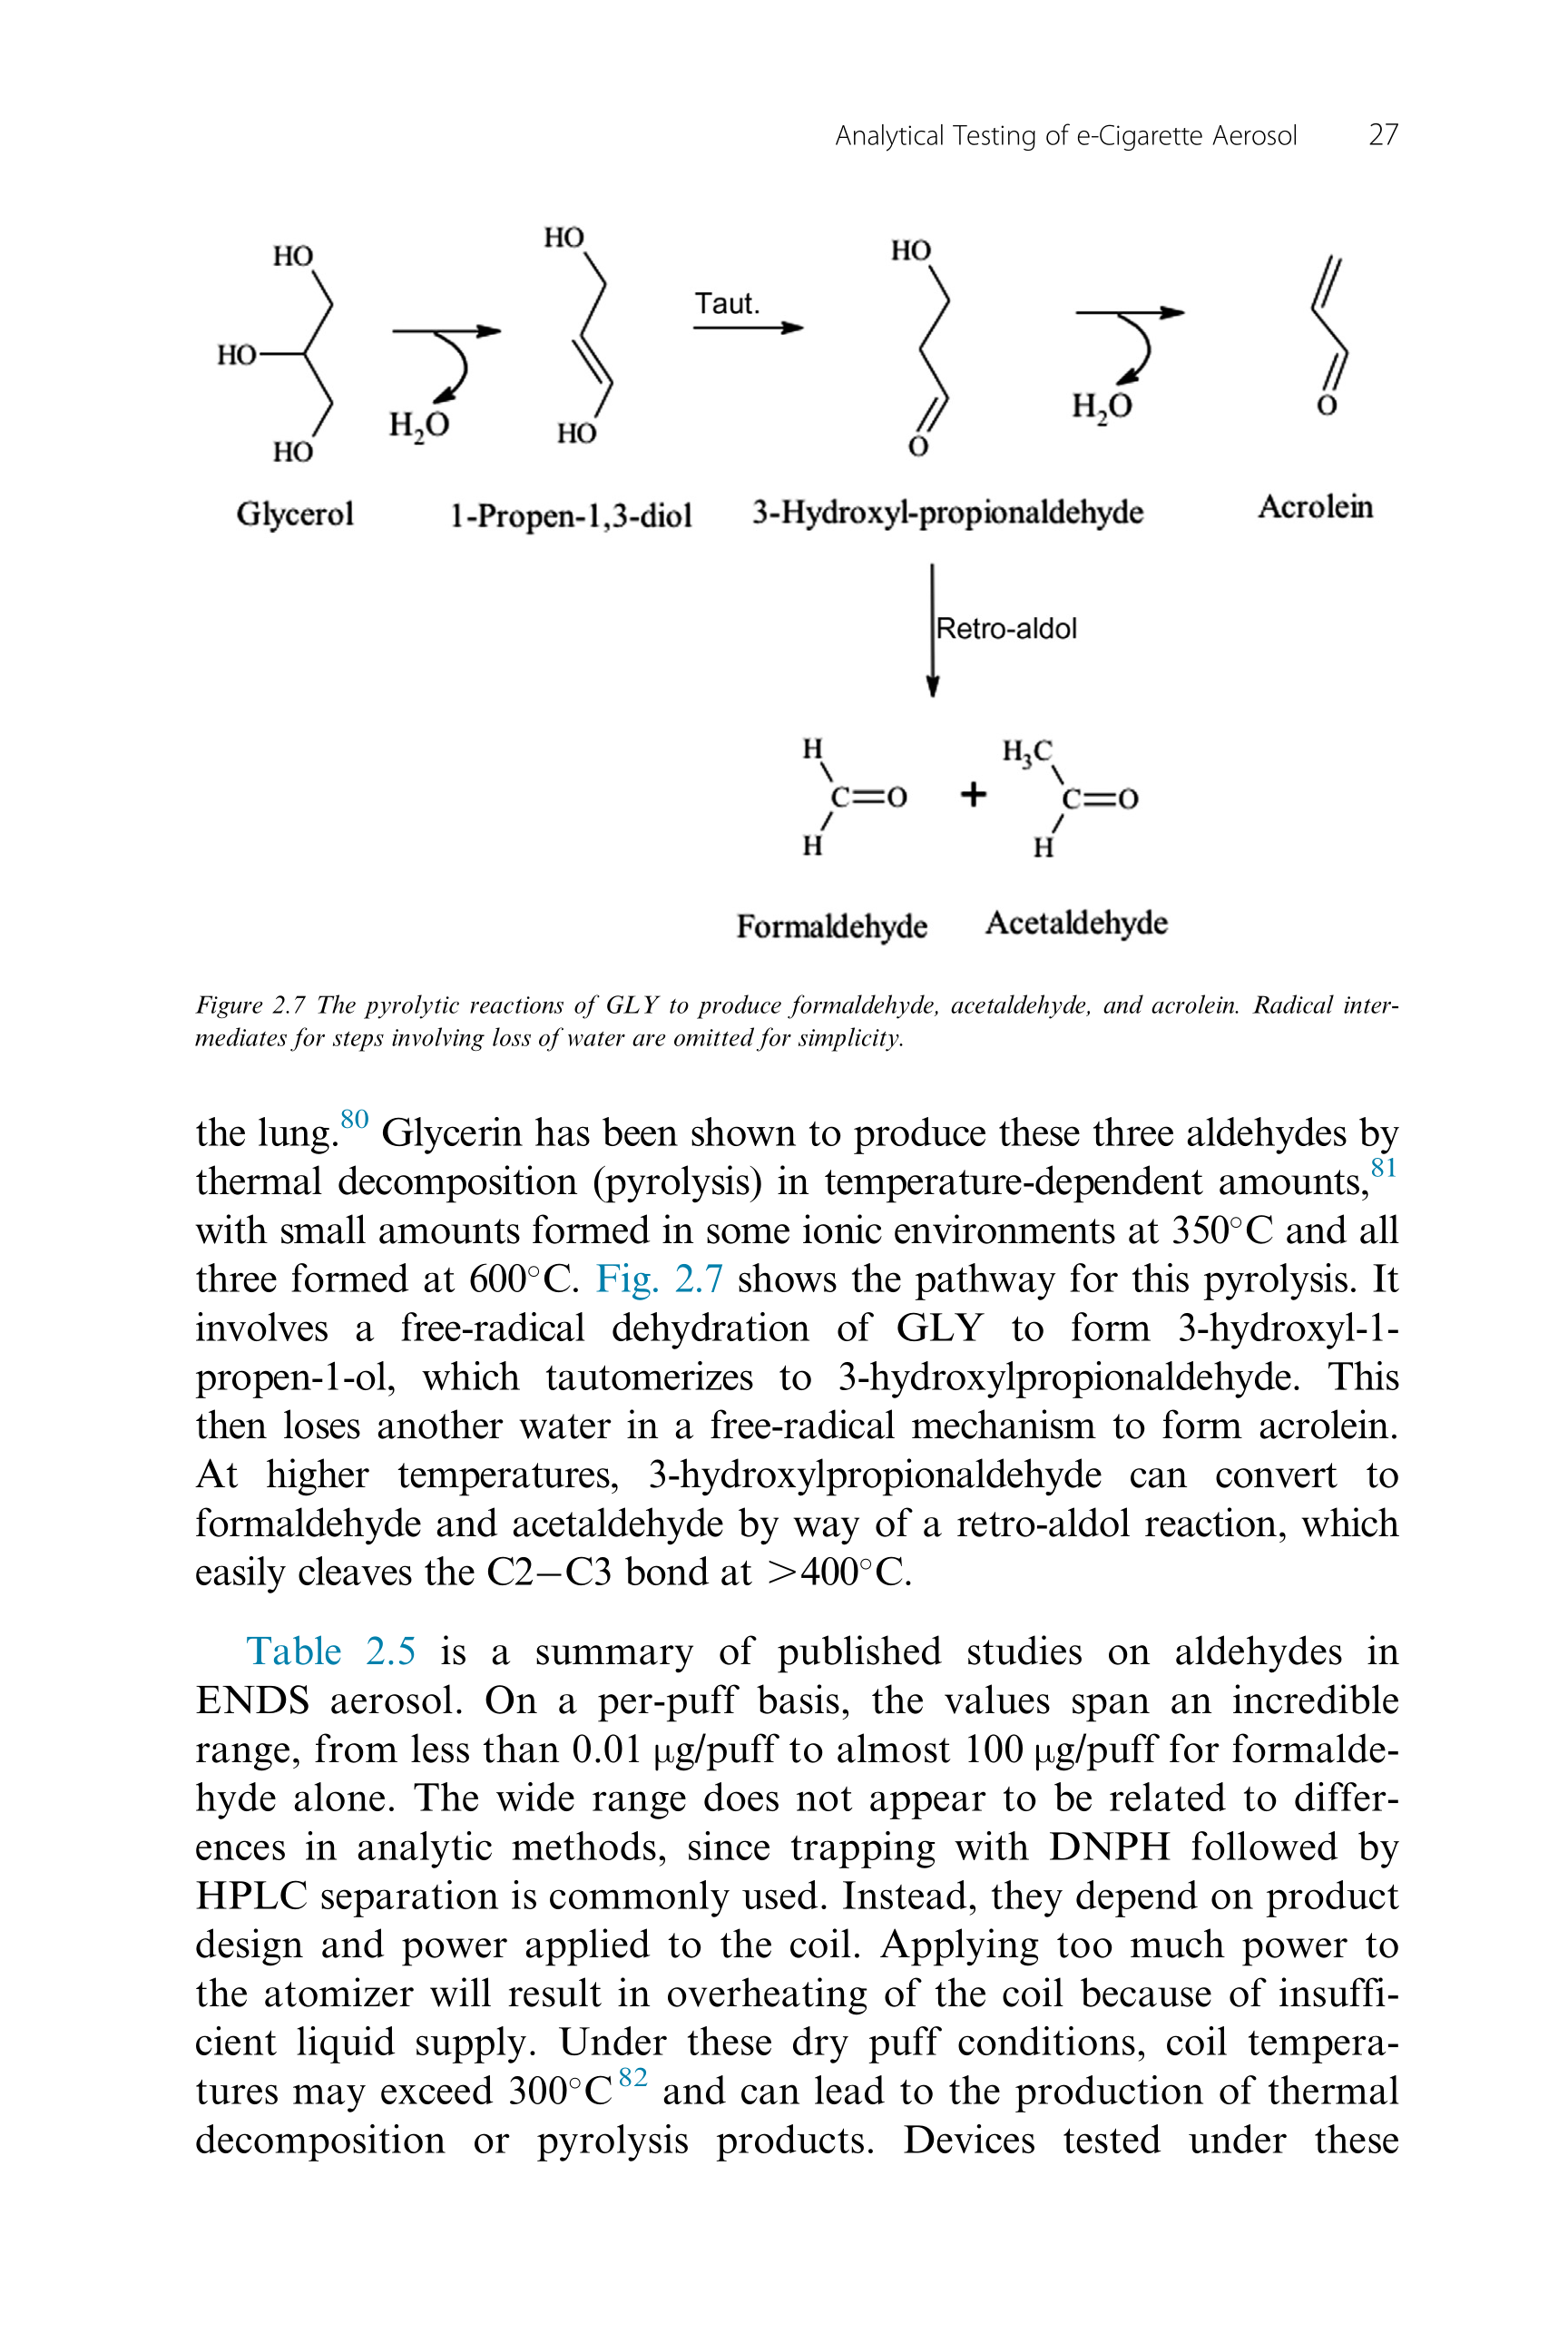 Analytical Testing of e-Cigarette Aerosol 27
HO
HO
HO
H₂O
HO
HO
Taut.
HO
O
H₂O
O
Glycerol
1-Propen-1,3-diol
3-Hydroxyl-propionaldehyde
Acrolein
Retro-aldol
H
C=O
H
+
H₃C
C=O
H
Formaldehyde
Acetaldehyde
Figure 2.7 The pyrolytic reactions of GLY to produce formaldehyde, acetaldehyde, and acrolein. Radical inter-
mediates for steps involving loss of water are omitted for simplicity.
the lung.⁸⁰ Glycerin has been shown to produce these three aldehydes by
thermal decomposition (pyrolysis) in temperature-dependent amounts,⁸¹
with small amounts formed in some ionic environments at 350°C and all
three formed at 600°C. Fig. 2.7 shows the pathway for this pyrolysis. It
involves a free-radical dehydration of GLY to form 3-hydroxyl-1-
propen-1-ol, which tautomerizes to 3-hydroxylpropionaldehyde. This
then loses another water in a free-radical mechanism to form acrolein.
At higher temperatures, 3-hydroxylpropionaldehyde can convert to
formaldehyde and acetaldehyde by way of a retro-aldol reaction, which
easily cleaves the C2–C3 bond at >400°C.
Table 2.5 is a summary of published studies on aldehydes in
ENDS aerosol. On a per-puff basis, the values span an incredible
range, from less than 0.01 μg/puff to almost 100 μg/puff for formalde-
hyde alone. The wide range does not appear to be related to differ-
ences in analytic methods, since trapping with DNPH followed by
HPLC separation is commonly used. Instead, they depend on product
design and power applied to the coil. Applying too much power to
the atomizer will result in overheating of the coil because of insuffi-
cient liquid supply. Under these dry puff conditions, coil tempera-
tures may exceed 300°C⁸² and can lead to the production of thermal
decomposition or pyrolysis products. Devices tested under these